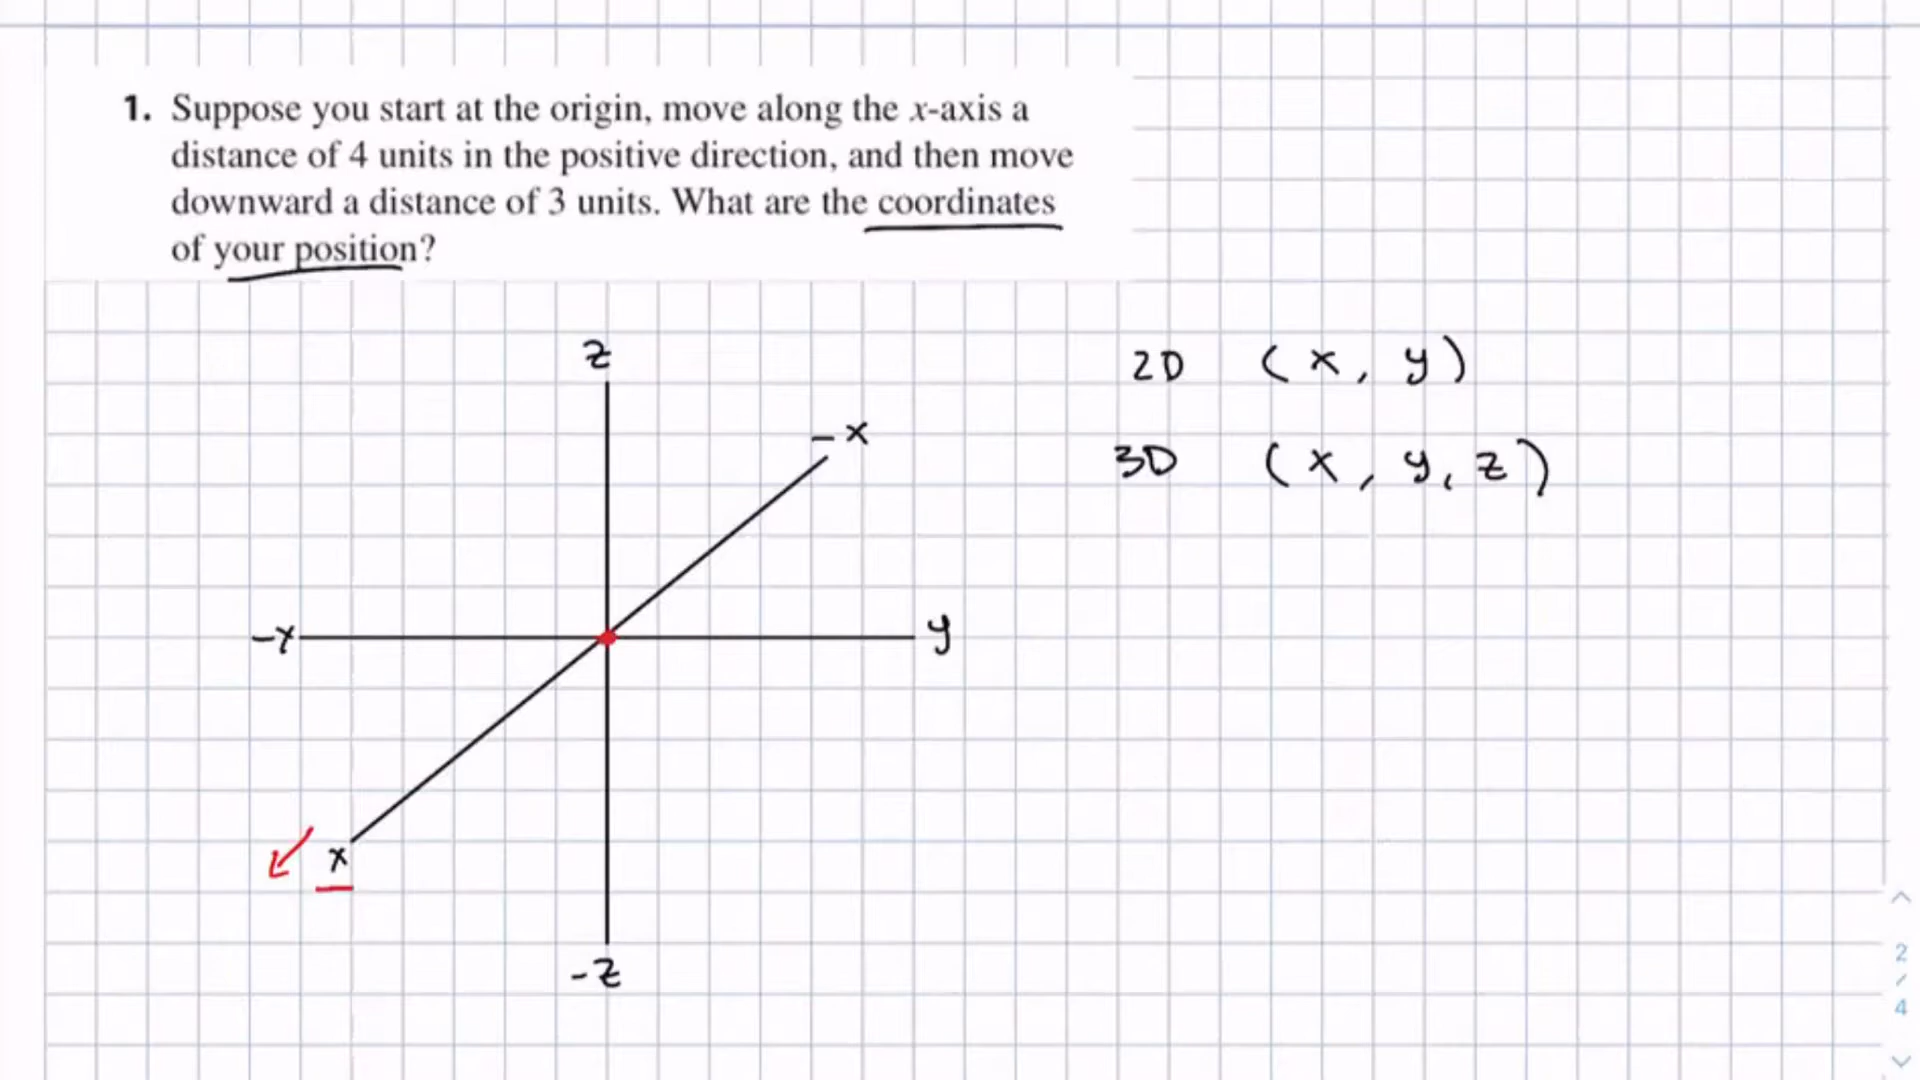 1. Suppose you start at the origin, move along the x-axis a
distance of 4 units in the positive direction, and then move
downward a distance of 3 units. What are the coordinates
of your position?
z
2D (x, y)
-x
3D (x, y, z)
-y
y
x
-z
2
/
4